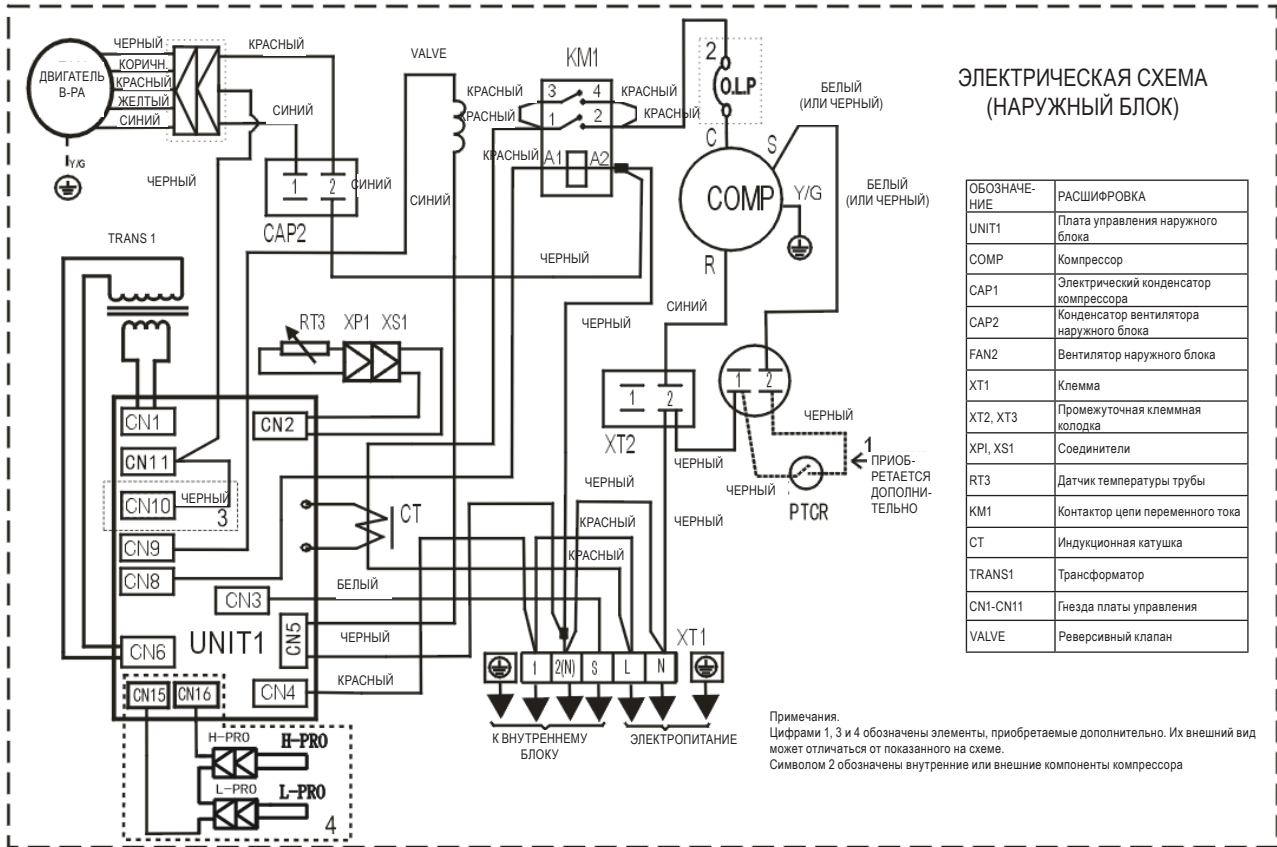 ЭЛЕКТРИЧЕСКАЯ СХЕМА
(НАРУЖНЫЙ БЛОК)
ДВИГАТЕЛЬ
В-РА
ЧЕРНЫЙ
КОРИЧН.
КРАСНЫЙ
ЖЕЛТЫЙ
СИНИЙ
Y/G
КРАСНЫЙ
СИНИЙ
ЧЕРНЫЙ
1 2
СИНИЙ
CAP2
VALVE
СИНИЙ
KM1
КРАСНЫЙ
3 4
КРАСНЫЙ
КРАСНЫЙ
1 2
КРАСНЫЙ
КРАСНЫЙ
A1 A2
2
O.L.P
C
S
COMP
Y/G
R
БЕЛЫЙ
(ИЛИ ЧЕРНЫЙ)
БЕЛЫЙ
(ИЛИ ЧЕРНЫЙ)
TRANS 1
ЧЕРНЫЙ
СИНИЙ
ЧЕРНЫЙ
RT3 XP1 XS1
1 2
XT2
1 2
ЧЕРНЫЙ
1
ПРИОБ-
РЕТАЕТСЯ
ДОПОЛНИ-
ТЕЛЬНО
ЧЕРНЫЙ
ЧЕРНЫЙ
PTCR
CN1
CN2
CN11
CN10
ЧЕРНЫЙ
3
CN9
CN8
CN3
CN5
UNIT1
CN6
CN4
CN15
CN16
CT
БЕЛЫЙ
ЧЕРНЫЙ
КРАСНЫЙ
ЧЕРНЫЙ
КРАСНЫЙ
КРАСНЫЙ
ЧЕРНЫЙ
XT1
1 2(N) S L N
К ВНУТРЕННЕМУ
БЛОКУ
ЭЛЕКТРОПИТАНИЕ
H-PRO
H-PRO
L-PRO
L-PRO
4
ОБОЗНАЧЕ-
НИЕ
РАСШИФРОВКА
UNIT1
Плата управления наружного
блока
COMP
Компрессор
CAP1
Электрический конденсатор
компрессора
CAP2
Конденсатор вентилятора
наружного блока
FAN2
Вентилятор наружного блока
XT1
Клемма
XT2, XT3
Промежуточная клеммная
колодка
XPI, XS1
Соединители
RT3
Датчик температуры трубы
KM1
Контактор цепи переменного тока
CT
Индукционная катушка
TRANS1
Трансформатор
CN1-CN11
Гнезда платы управления
VALVE
Реверсивный клапан
Примечания.
Цифрами 1, 3 и 4 обозначены элементы, приобретаемые дополнительно. Их внешний вид
может отличаться от показанного на схеме.
Символом 2 обозначены внутренние или внешние компоненты компрессора